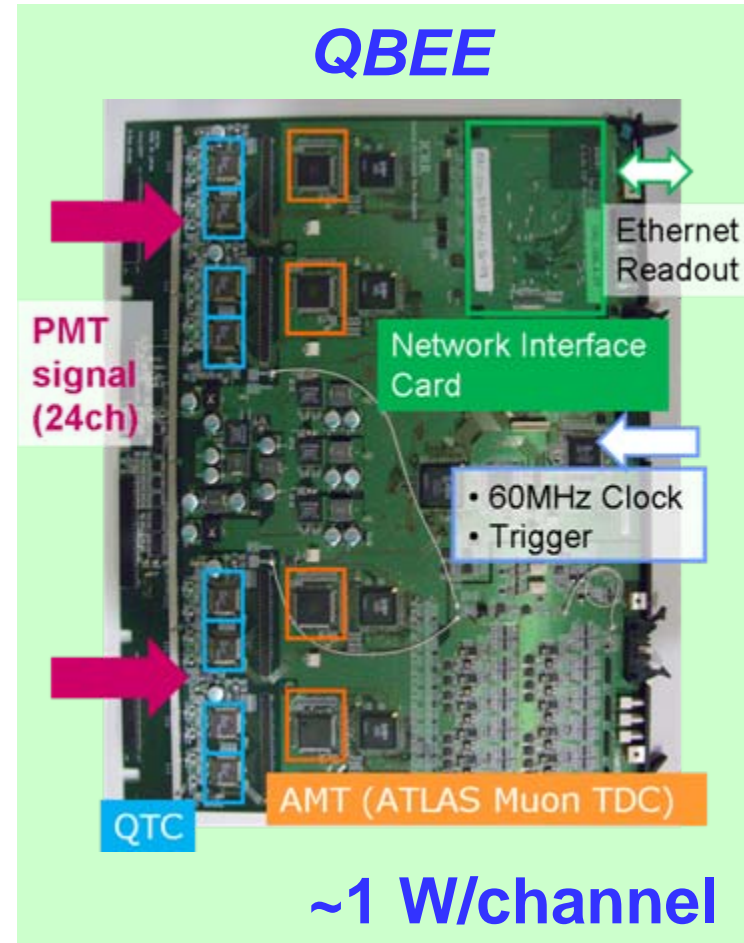 QBEE
Ethernet
Readout
PMT
signal
(24ch)
Network Interface
Card
• 60MHz Clock
• Trigger
AMT (ATLAS Muon TDC)
QTC
~1 W/channel